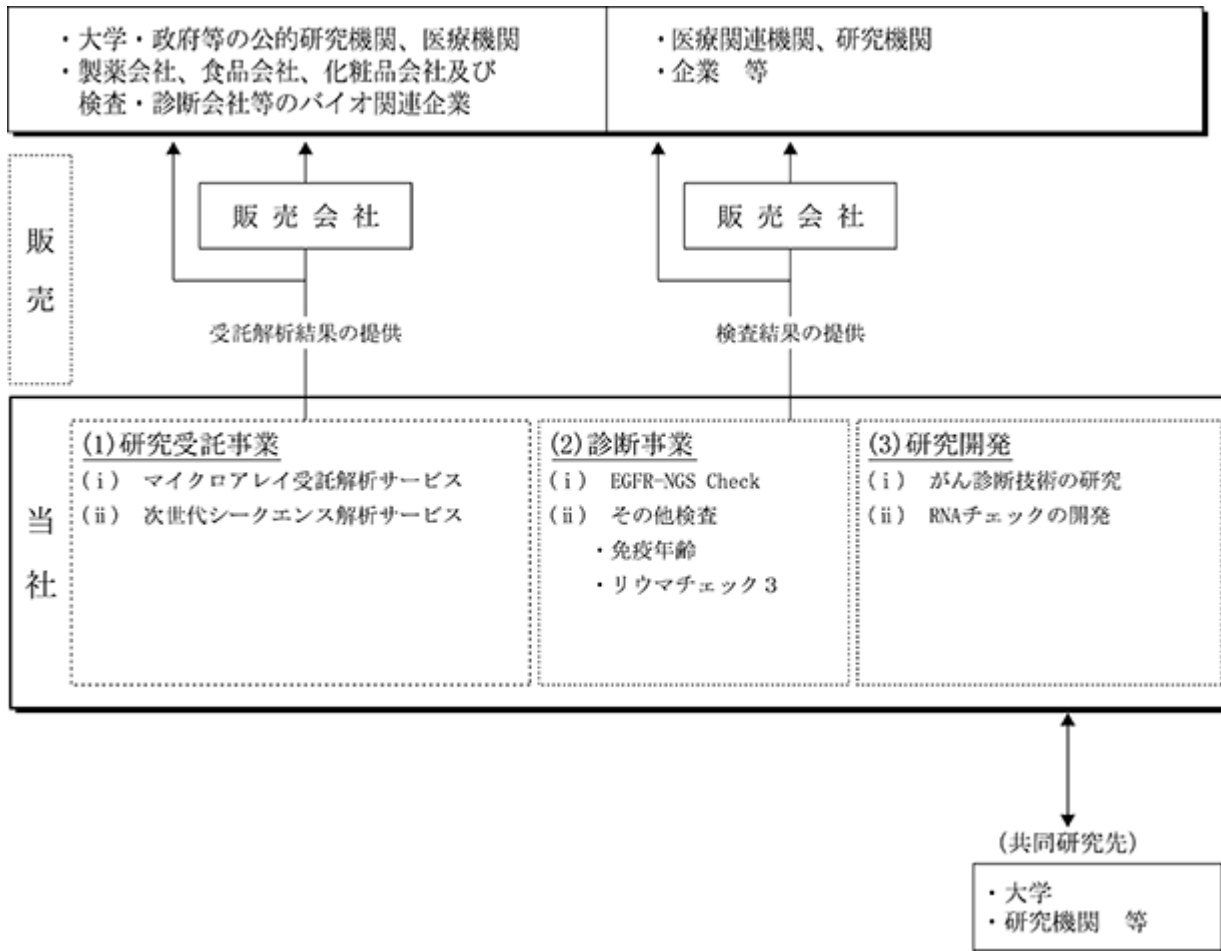 ・大学・政府等の公的研究機関、医療機関
・製薬会社、食品会社、化粧品会社及び
検査・診断会社等のバイオ関連企業
・医療関連機関、研究機関
・企業　等
販売
販売会社
販売会社
受託解析結果の提供
検査結果の提供
当社
(1)研究受託事業
(ⅰ)　マイクロアレイ受託解析サービス
(ⅱ)　次世代シークエンス解析サービス
(2)診断事業
(ⅰ)　EGFR-NGS Check
(ⅱ)　その他検査
・免疫年齢
・リウマチェック３
(3)研究開発
(ⅰ)　がん診断技術の研究
(ⅱ)　RNAチェックの開発
(共同研究先)
・大学
・研究機関　等